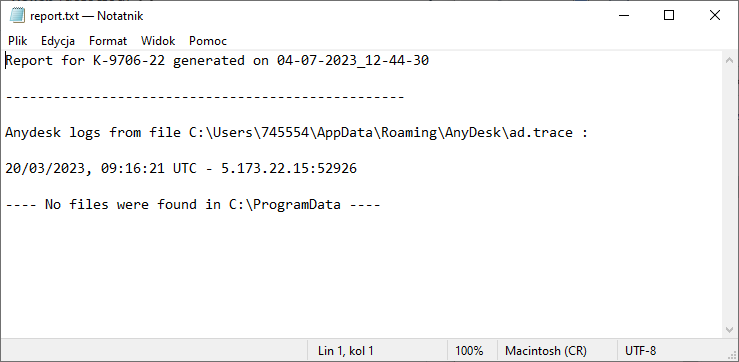 report.txt — Notatnik
Plik Edycja Format Widok Pomoc
Report for K-9706-22 generated on 04-07-2023_12-44-30
--------------------------------------------------
Anydesk logs from file C:\Users\745554\AppData\Roaming\AnyDesk\ad.trace :
20/03/2023, 09:16:21 UTC - 5.173.22.15:52926
---- No files were found in C:\ProgramData ----
Lin 1, kol 1 100% Macintosh (CR) UTF-8